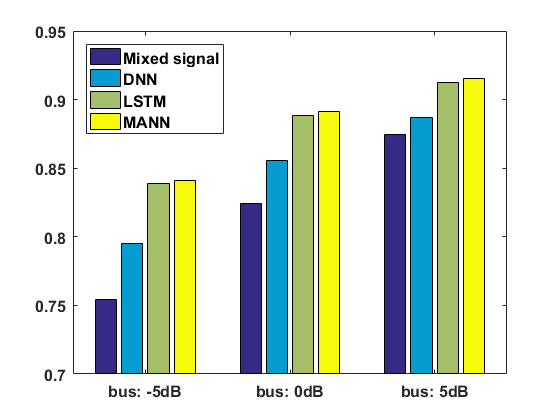 0.95
0.9
0.85
0.8
0.75
0.7
Mixed signal
DNN
LSTM
MANN
bus: -5dB
bus: 0dB
bus: 5dB